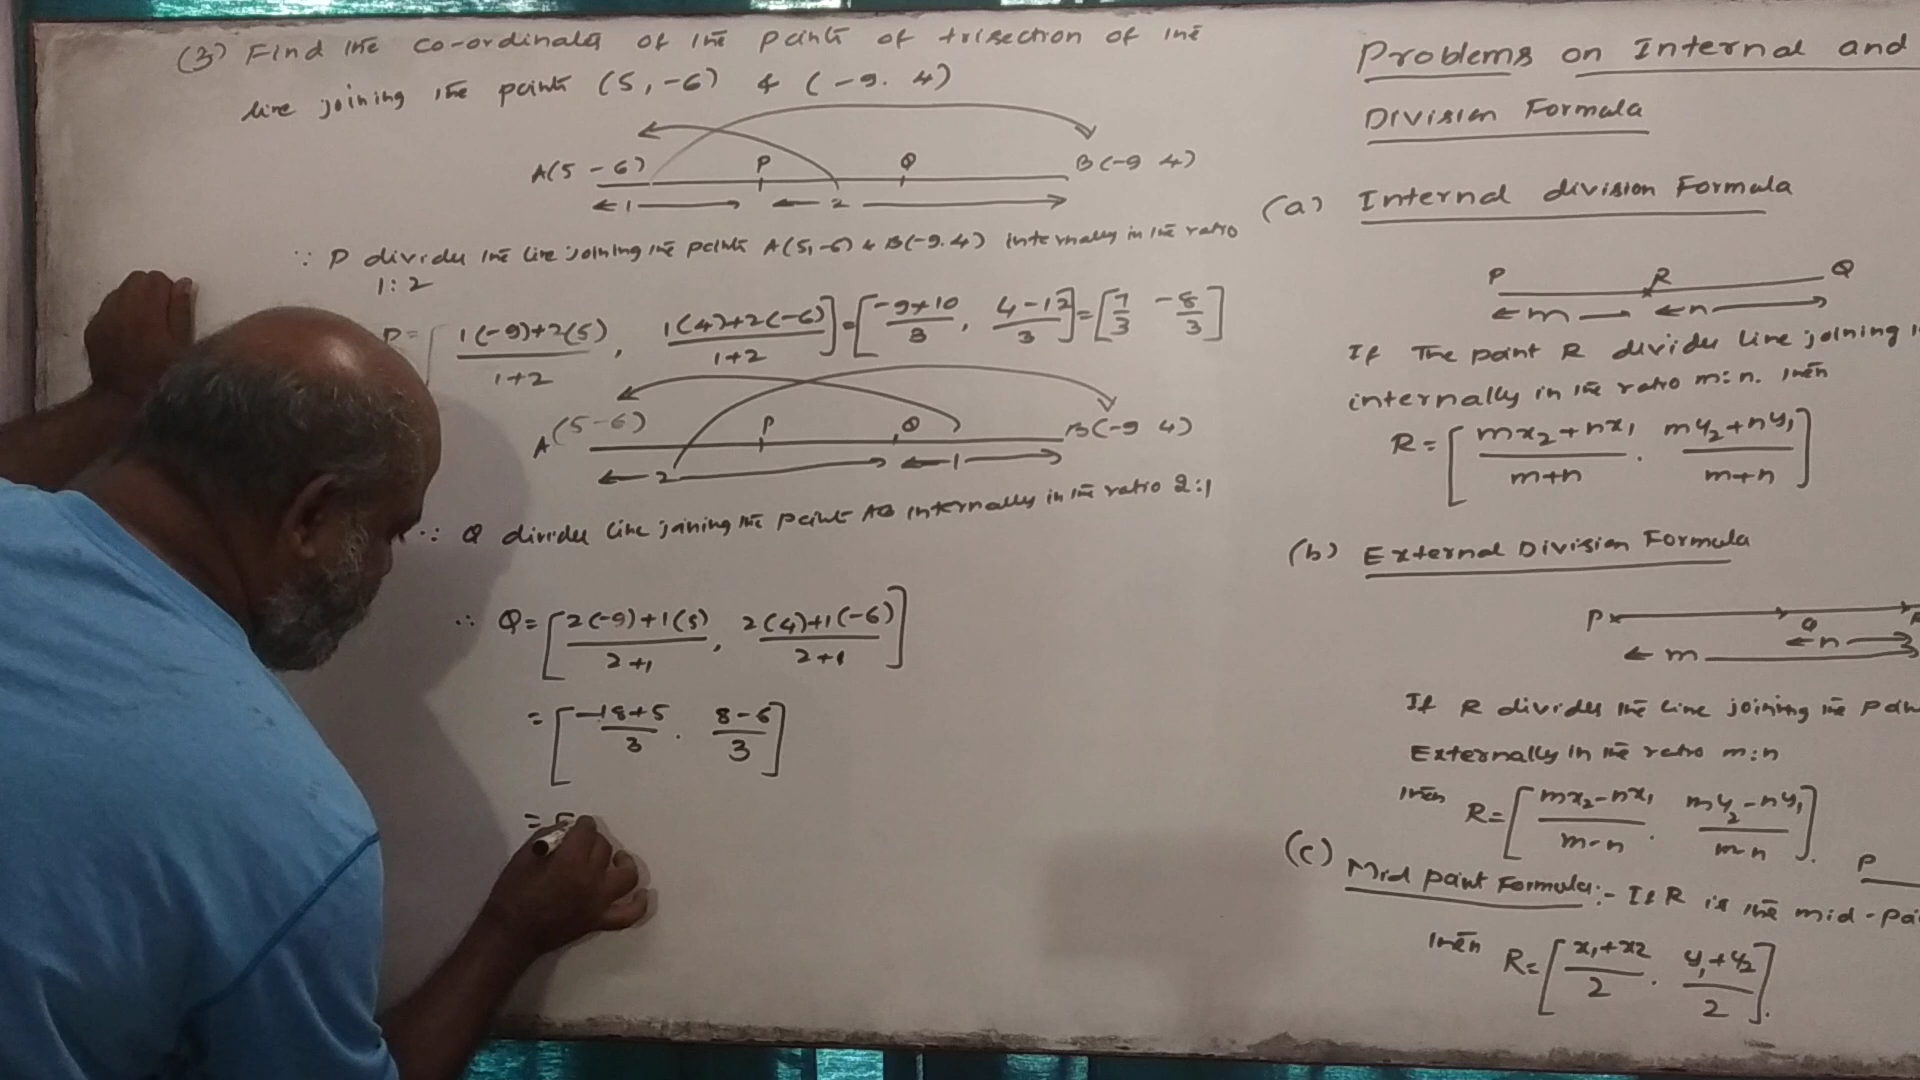 (3) Find the co-ordinates of the points of trisection of the
line joining the points (5, -6) & (-9. 4)
A(5 -6) P Q B(-9 4)
1 2
∵ P divides the line joining the points A(5, -6) & B(-9. 4) internally in the ratio
1:2
P = [ 1(-9)+2(5) / 1+2 , 1(4)+2(-6) / 1+2 ] = [ -9+10 / 3 , 4-12 / 3 ] = [ 1/3 -8/3 ]
A(5 -6) P Q B(-9 4)
2 1
∵ Q divides line joining the point AB internally in the ratio 2:1
∴ Q = [ 2(-9)+1(5) / 2+1 , 2(4)+1(-6) / 2+1 ]
= [ -18+5 / 3 . 8-6 / 3 ]
= [
Problems on Internal and
Division Formula
(a) Internal division Formula
P R Q
m n
If The point R divides line joining
internally in the ratio m:n. then
R = [ mx₂+nx₁ / m+n . my₂+ny₁ / m+n ]
(b) External Division Formula
P Q
m n
If R divides the line joining the
Externally in the ratio m:n
then R = [ mx₂-nx₁ / m-n . my₂-ny₁ / m-n ].
(c) Mid point Formula:- If R is the mid-
P
then R = [ x₁+x2 / 2 . y₁+y₂ / 2 ].